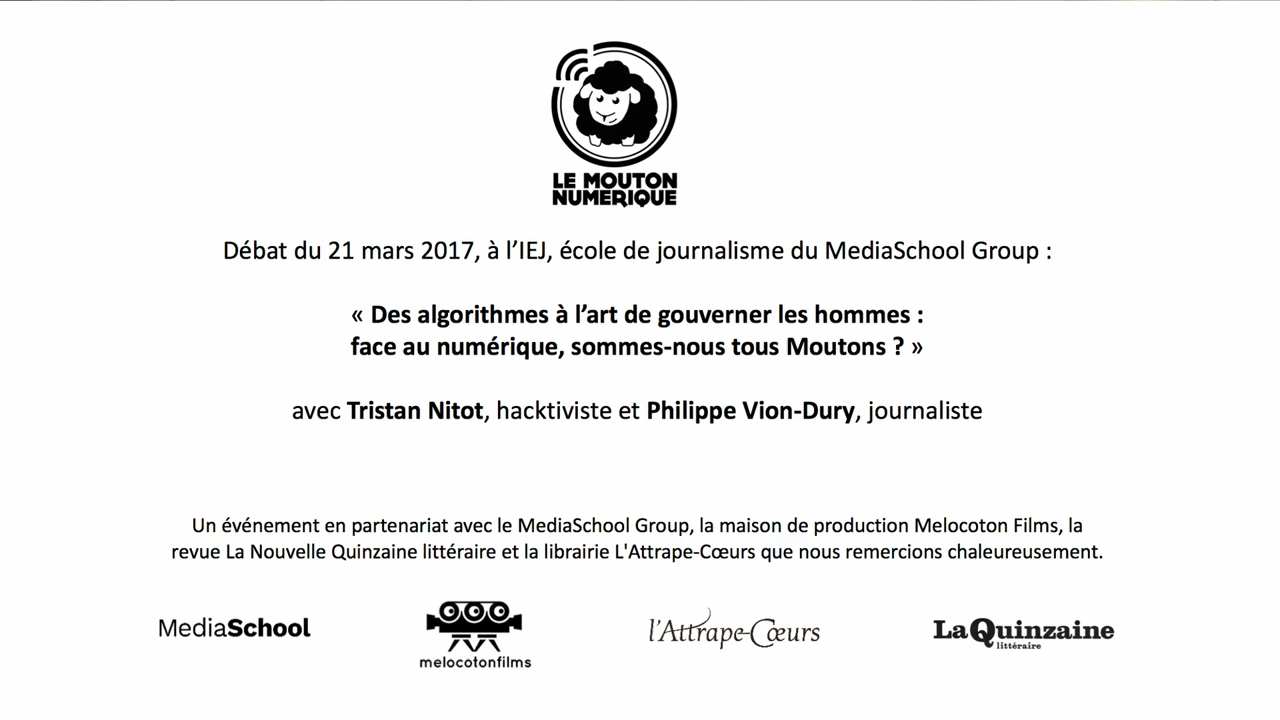 LE MOUTON
NUMERIQUE
Débat du 21 mars 2017, à l’IEJ, école de journalisme du MediaSchool Group :
« Des algorithmes à l’art de gouverner les hommes :
face au numérique, sommes-nous tous Moutons ? »
avec Tristan Nitot, hacktiviste et Philippe Vion-Dury, journaliste
Un événement en partenariat avec le MediaSchool Group, la maison de production Melocoton Films, la
revue La Nouvelle Quinzaine littéraire et la librairie L'Attrape-Cœurs que nous remercions chaleureusement.
MediaSchool
melocotonfilms
l'Attrape-Cœurs
La Quinzaine
littéraire